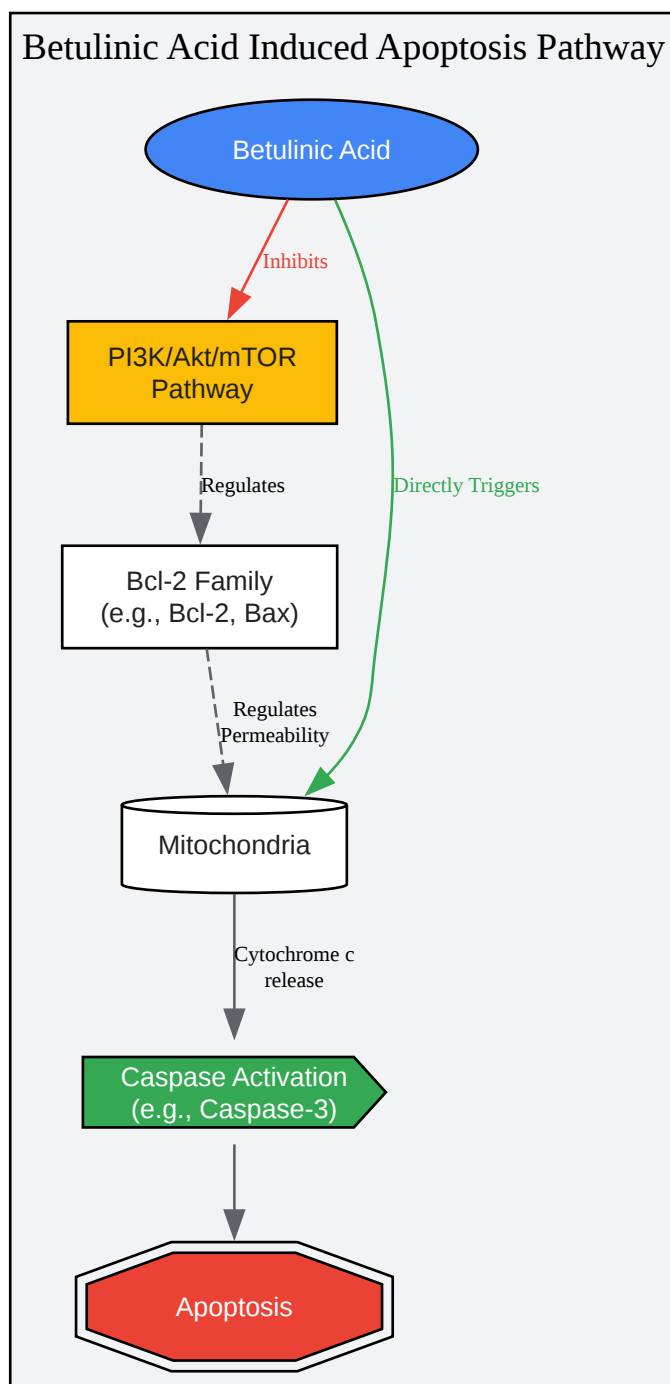 Betulinic Acid Induced Apoptosis Pathway
Betulinic Acid
Inhibits
PI3K/Akt/mTOR
Pathway
Regulates
Directly Triggers
Bcl-2 Family
(e.g., Bcl-2, Bax)
Regulates
Permeability
Mitochondria
Cytochrome c
release
Caspase Activation
(e.g., Caspase-3)
Apoptosis